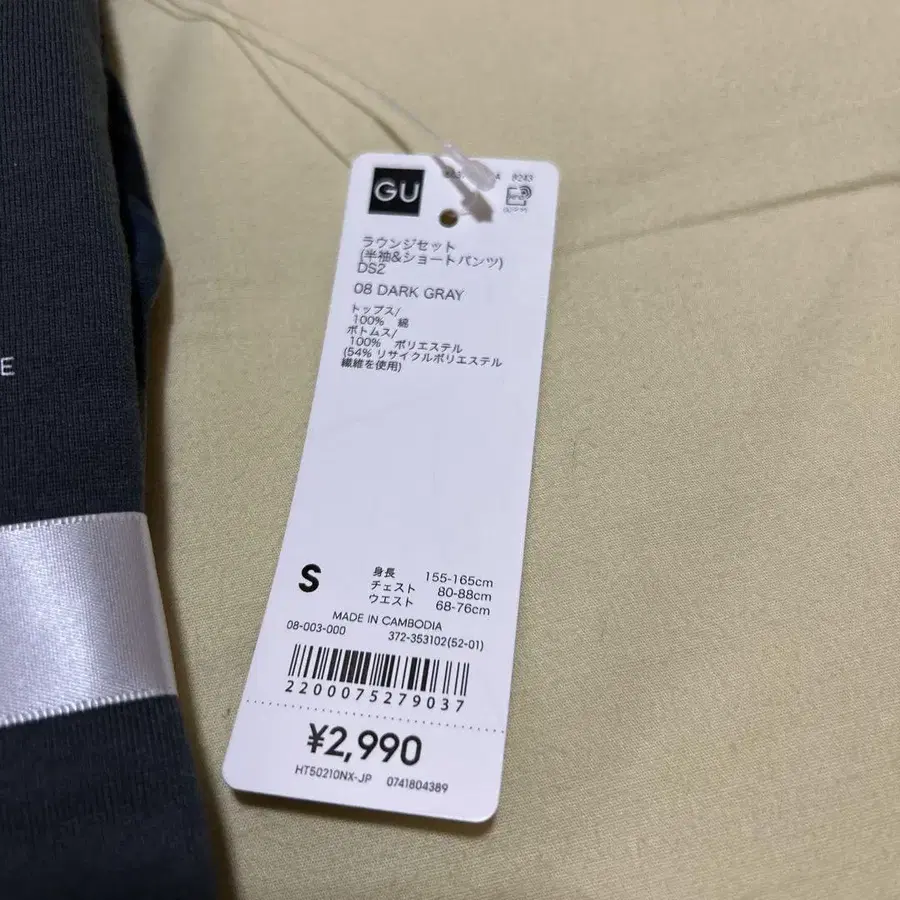 GU
8243
ラウンジセット
(半袖&ショートパンツ)
DS2
08 DARK GRAY
トップス/
100% 綿
ボトムス/
100% ポリエステル
(54% リサイクルポリエステル
繊維を使用)
E
S
身長 155-165cm
チェスト 80-88cm
ウエスト 68-76cm
MADE IN CAMBODIA
08-003-000 372-353102(52-01)
2200075279037
¥2,990
HT50210NX-JP 0741804389